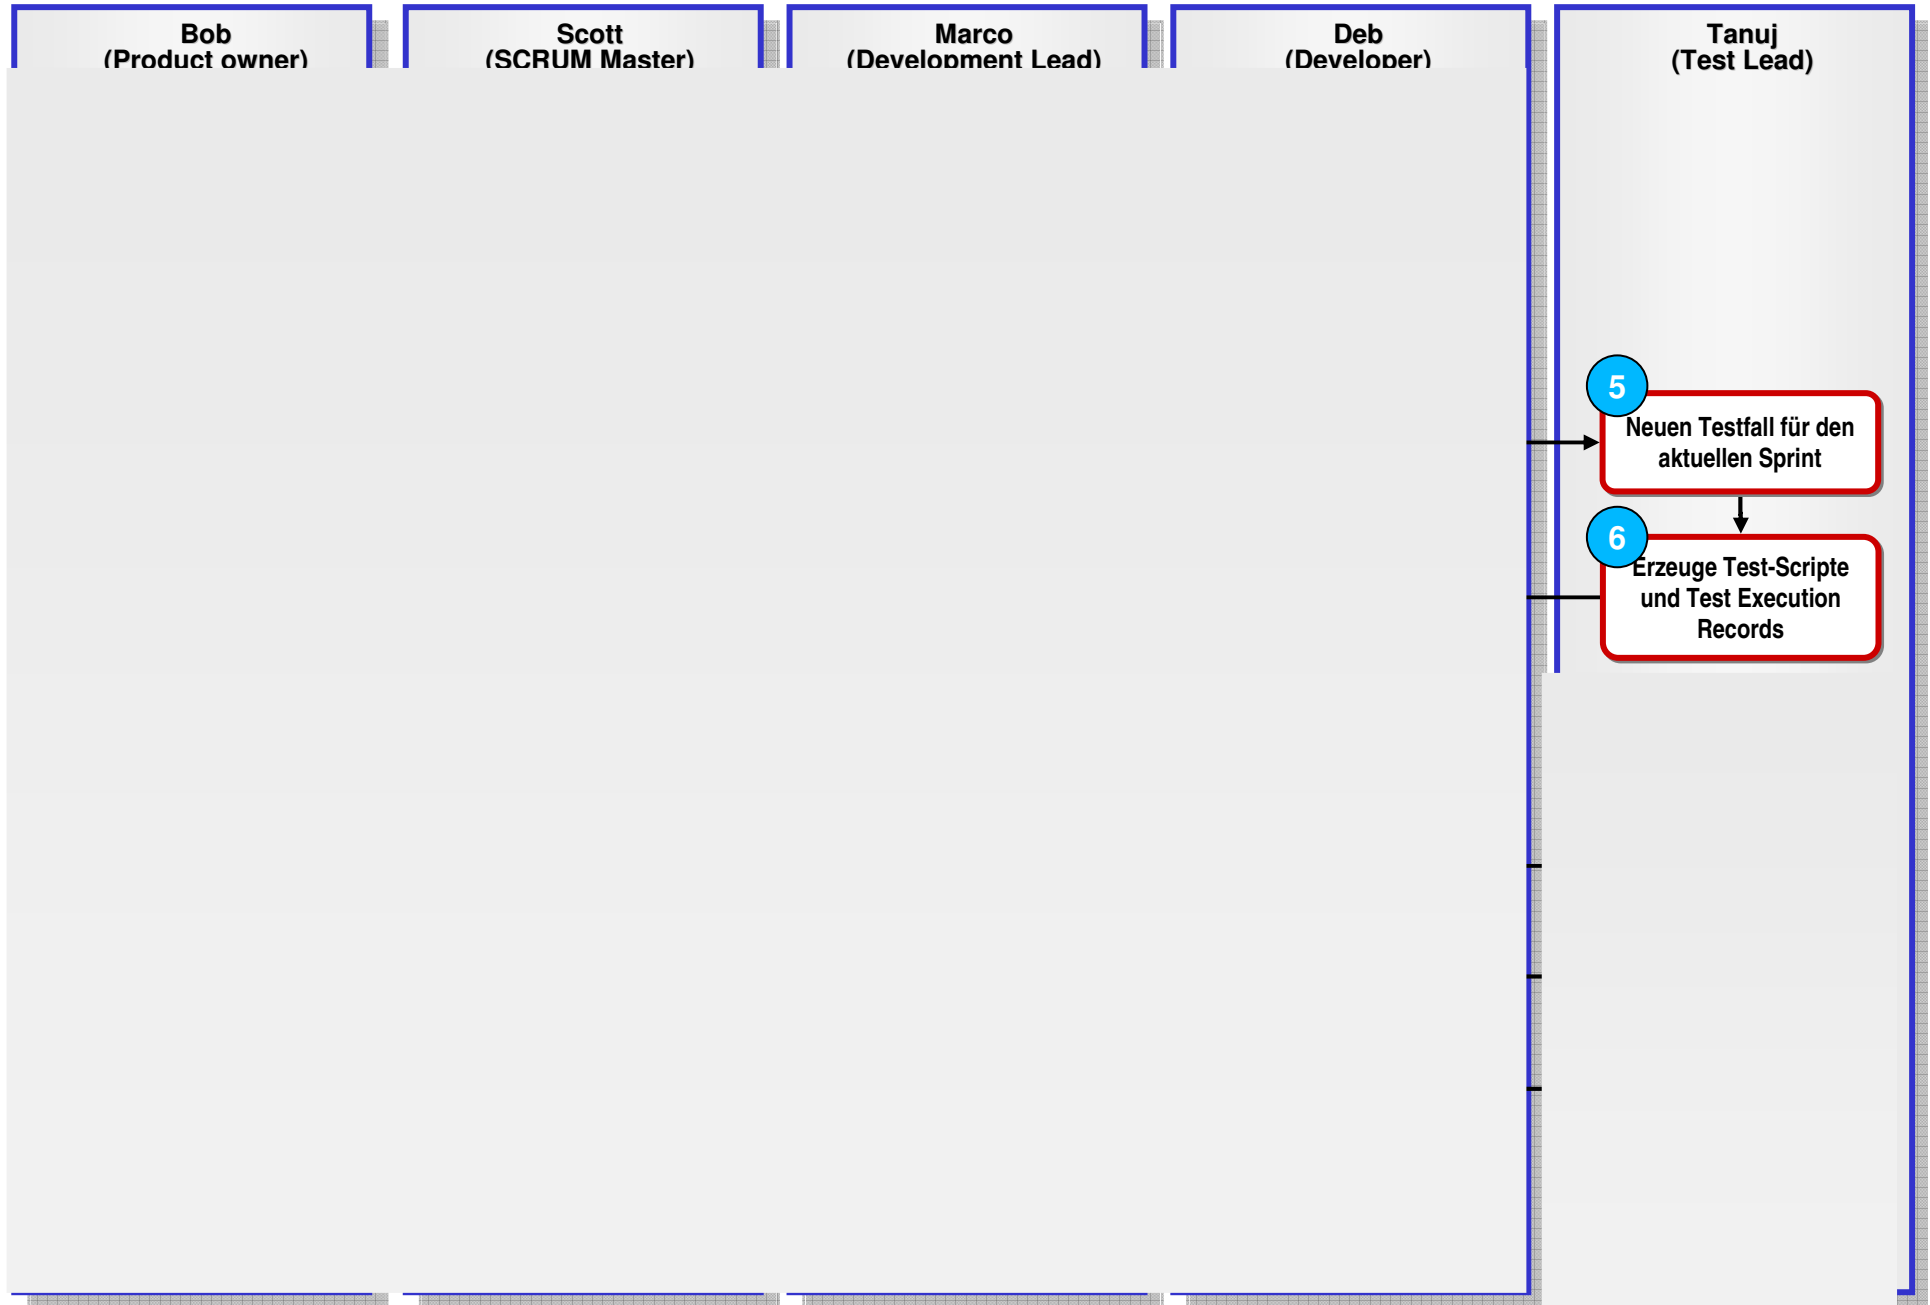 Bob
(Product owner)
Scott
(SCRUM Master)
Marco
(Development Lead)
Deb
(Developer)
Tanuj
(Test Lead)
5
Neuen Testfall für den
aktuellen Sprint
6
Erzeuge Test-Scripte
und Test Execution
Records